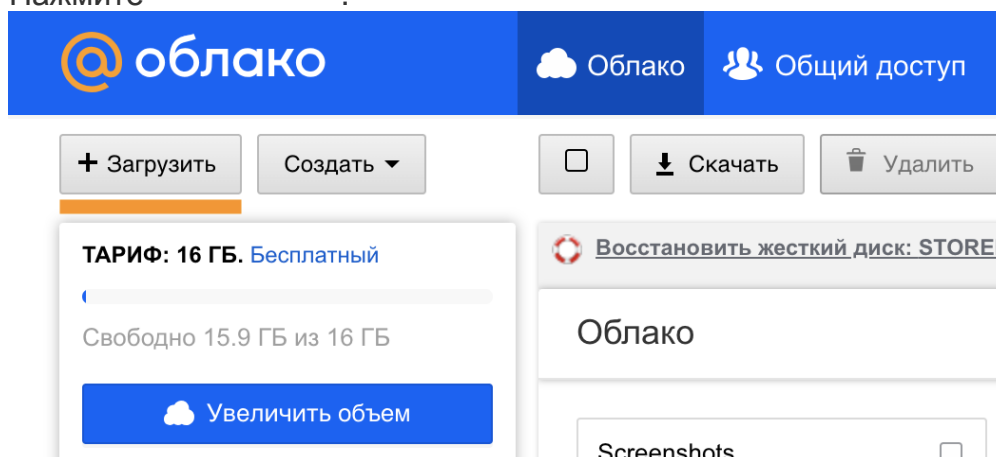 Нажмите .
@облако
Облако Общий доступ
+ Загрузить Создать Скачать Удалить
ТАРИФ: 16 ГБ. Бесплатный
Восстановить жесткий диск: STORE
Свободно 15.9 ГБ из 16 ГБ
Облако
Увеличить объем
Screenshots